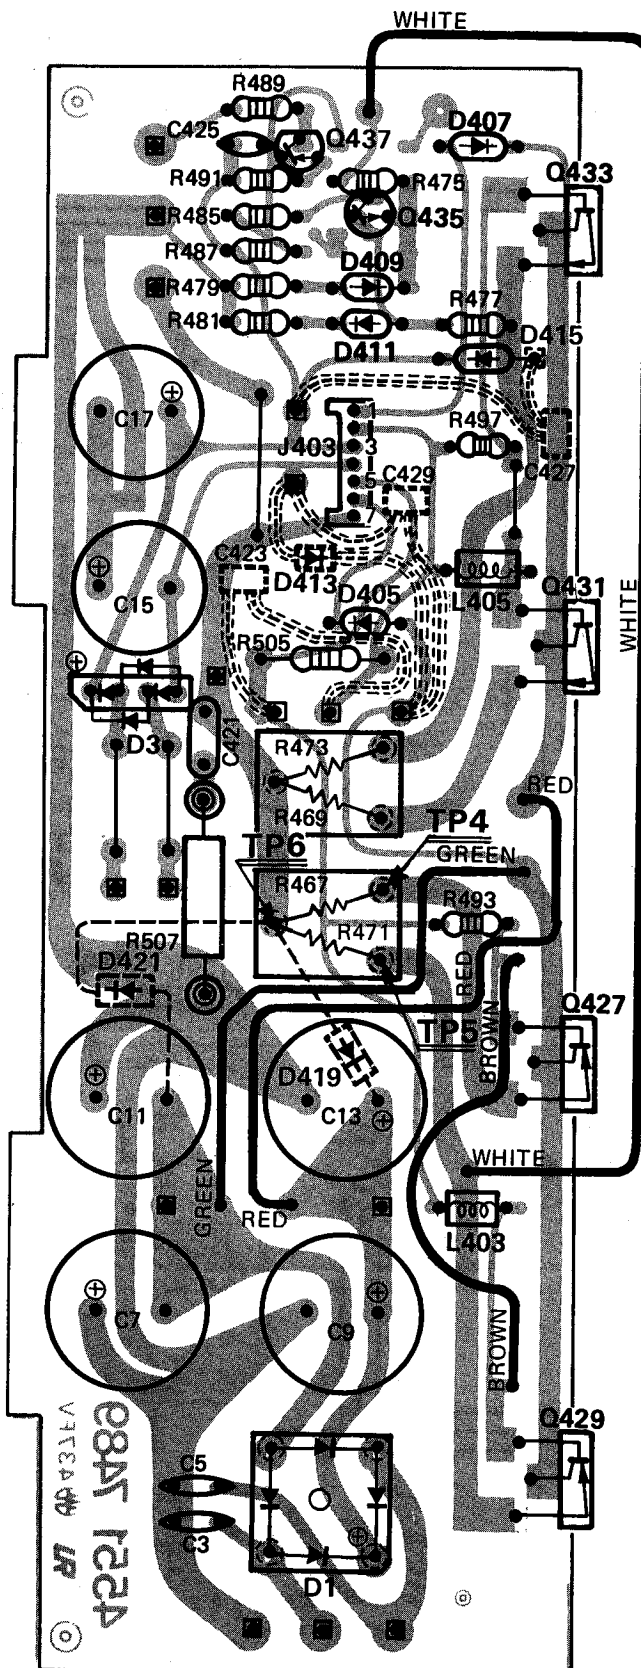 WHITE
R489
C425
Q437
D407
R491
R475
Q433
R485
Q435
R487
D409
R479
R477
R481
D411
D415
C17
1
J403
3
R497
5
C429
C427
7
C423
D413
C15
L405
Q431
D405
WHITE
R505
D3
C421
R473
R469
RED
TP6
TP4
GREEN
R467
R493
R471
R507
RED
D421
BROWN
Q427
TP5
D419
C11
C13
GREEN
WHITE
RED
L403
C7
C9
BROWN
Q429
437FV
4551 7489
C5
C3
D1